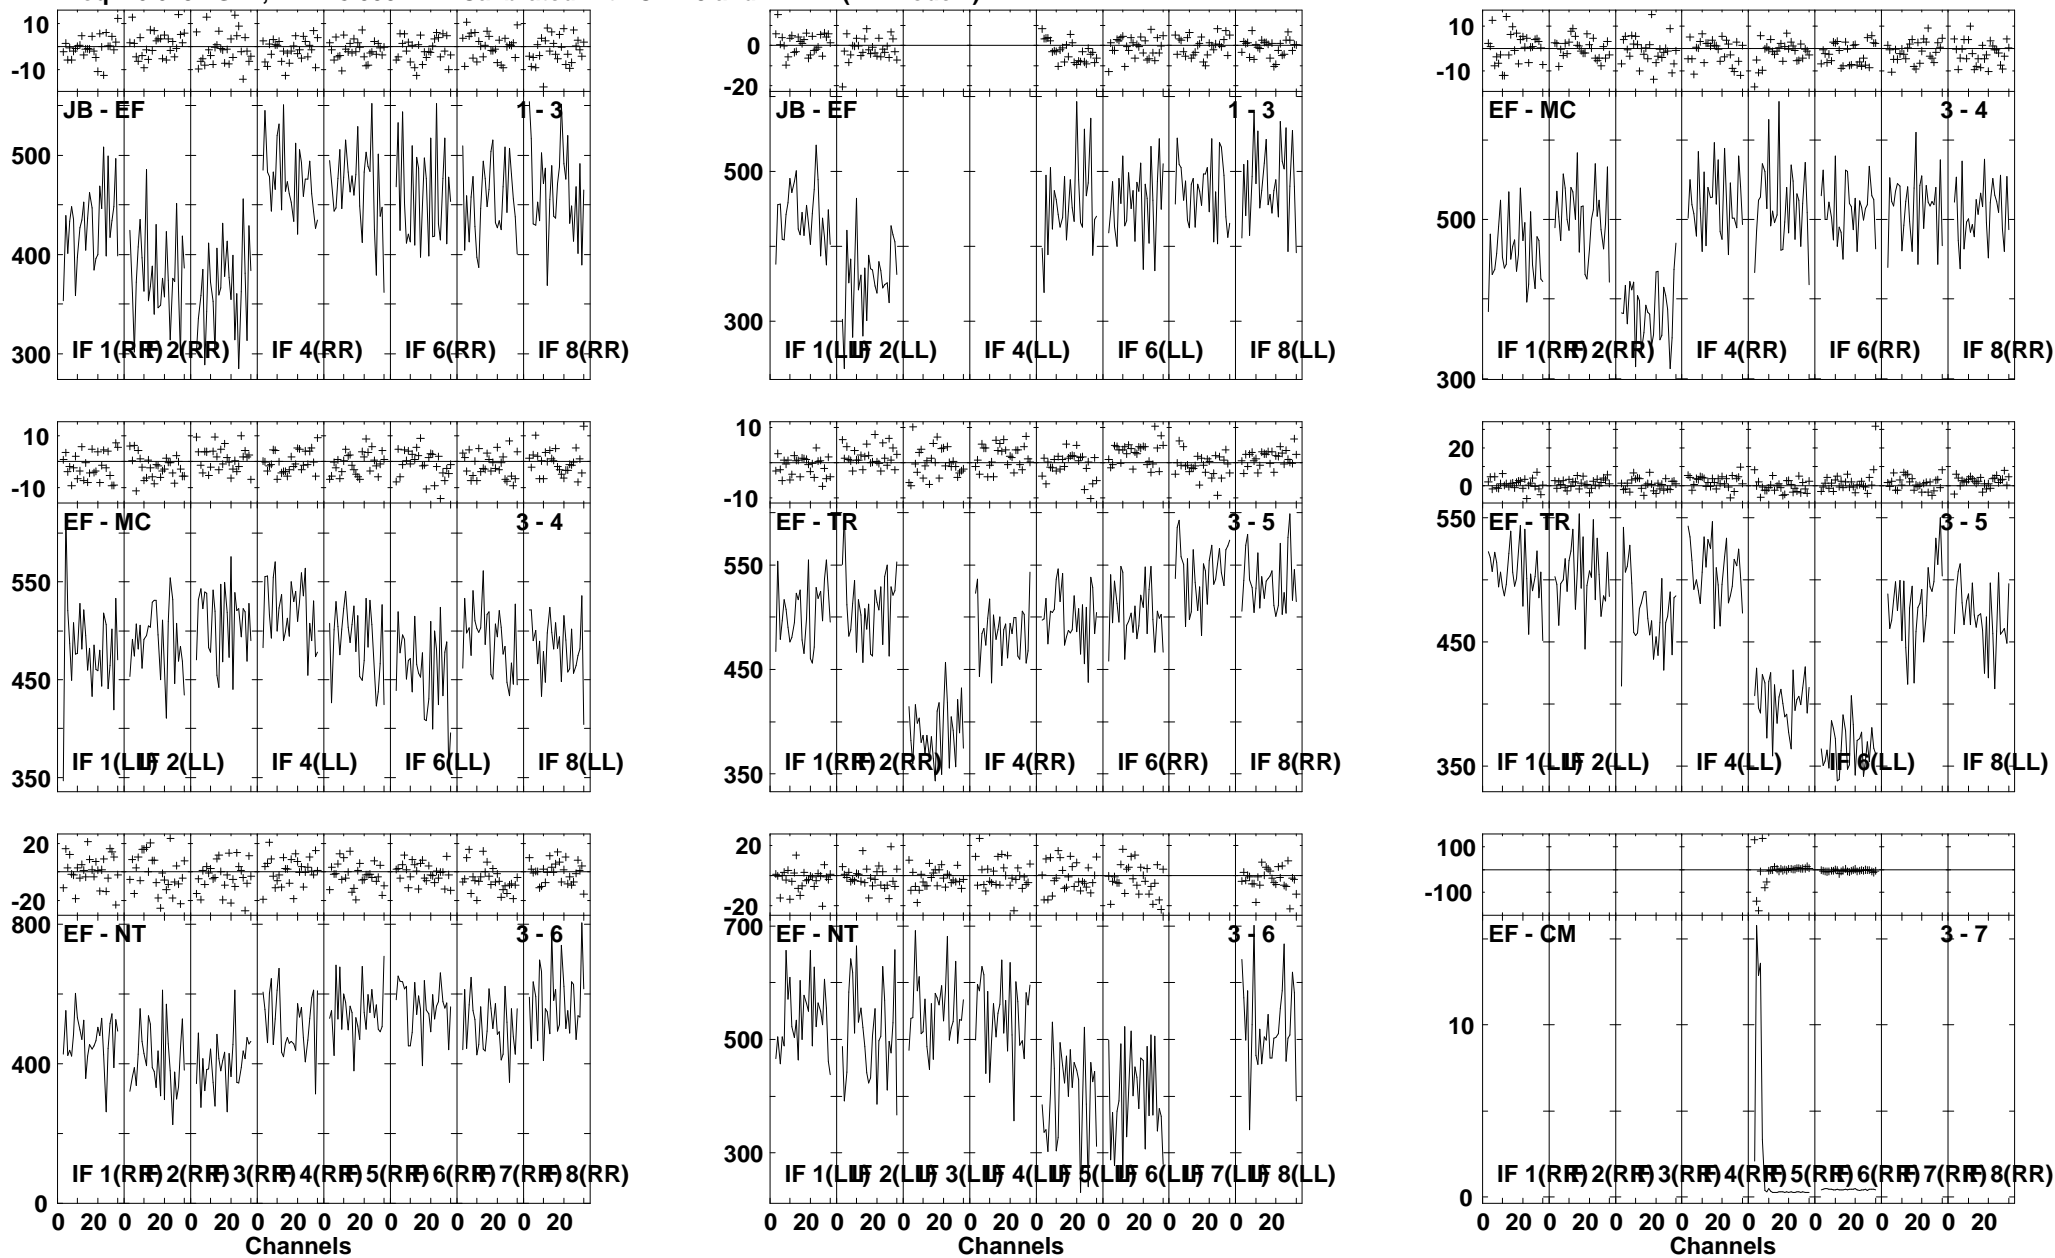 10
-10
JB - EF
1 - 3
500
400
300
IF 1(RR)
IF 2(RR)
IF 4(RR)
IF 6(RR)
IF 8(RR)
0
-20
JB - EF
1 - 3
500
300
IF 1(LL)
IF 2(LL)
IF 4(LL)
IF 6(LL)
IF 8(LL)
10
-10
EF - MC
3 - 4
500
300
IF 1(RR)
IF 2(RR)
IF 4(RR)
IF 6(RR)
IF 8(RR)
10
-10
EF - MC
3 - 4
550
450
350
IF 1(LL)
IF 2(LL)
IF 4(LL)
IF 6(LL)
IF 8(LL)
10
-10
EF - TR
3 - 5
550
450
350
IF 1(RR)
IF 2(RR)
IF 4(RR)
IF 6(RR)
IF 8(RR)
20
0
EF - TR
3 - 5
550
450
350
IF 1(LL)
IF 2(LL)
IF 4(LL)
IF 6(LL)
IF 8(LL)
20
-20
800
EF - NT
3 - 6
400
0
IF 1(RR)
IF 2(RR)
IF 3(RR)
IF 4(RR)
IF 5(RR)
IF 6(RR)
IF 7(RR)
IF 8(RR)
0 20 0 20 0 20 0 20 0 20 0 20 0 20 0 20
Channels
20
-20
700
EF - NT
3 - 6
500
300
IF 1(LL)
IF 2(LL)
IF 3(LL)
IF 4(LL)
IF 5(LL)
IF 6(LL)
IF 7(LL)
IF 8(LL)
0 20 0 20 0 20 0 20 0 20 0 20 0 20 0 20
Channels
100
-100
EF - CM
3 - 7
10
0
IF 1(RR)
IF 2(RR)
IF 3(RR)
IF 4(RR)
IF 5(RR)
IF 6(RR)
IF 7(RR)
IF 8(RR)
0 20 0 20 0 20 0 20 0 20 0 20 0 20 0 20
Channels